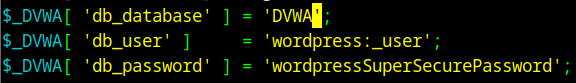 $_DVWA[ 'db_database' ] = 'DVWA';
$_DVWA[ 'db_user' ]     = 'wordpress:_user';
$_DVWA[ 'db_password' ] = 'wordpressSuperSecurePassword';